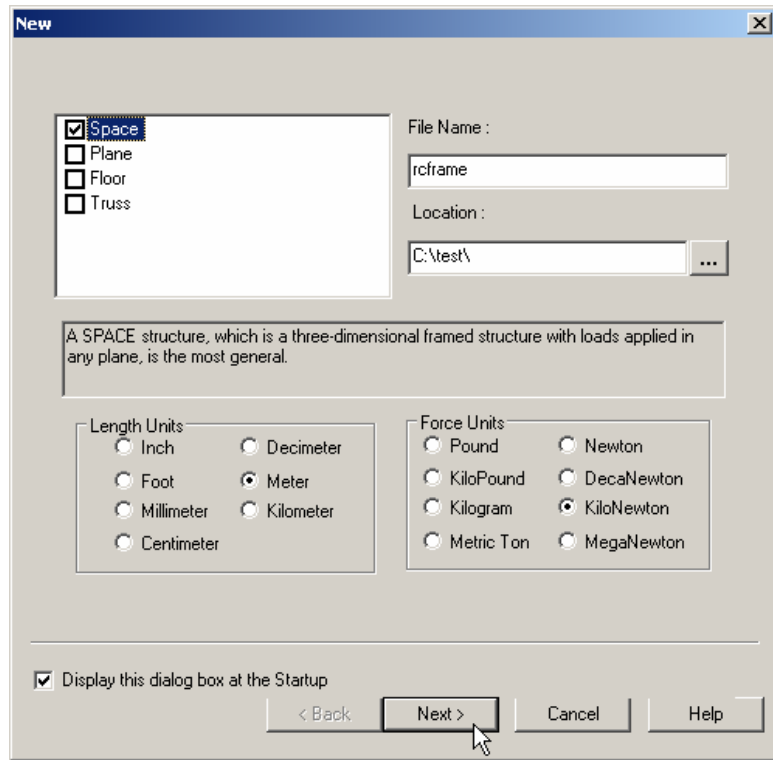 New
Space
Plane
Floor
Truss
File Name :
rcframe
Location :
C:\test\
...
A SPACE structure, which is a three-dimensional framed structure with loads applied in
any plane, is the most general.
Length Units
Inch
Decimeter
Foot
Meter
Millimeter
Kilometer
Centimeter
Force Units
Pound
Newton
KiloPound
DecaNewton
Kilogram
KiloNewton
Metric Ton
MegaNewton
Display this dialog box at the Startup
< Back
Next >
Cancel
Help